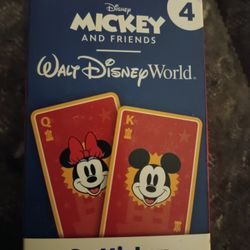 Disney
MICKEY
AND FRIENDS
4
WALT DISNEY World®
Q
K